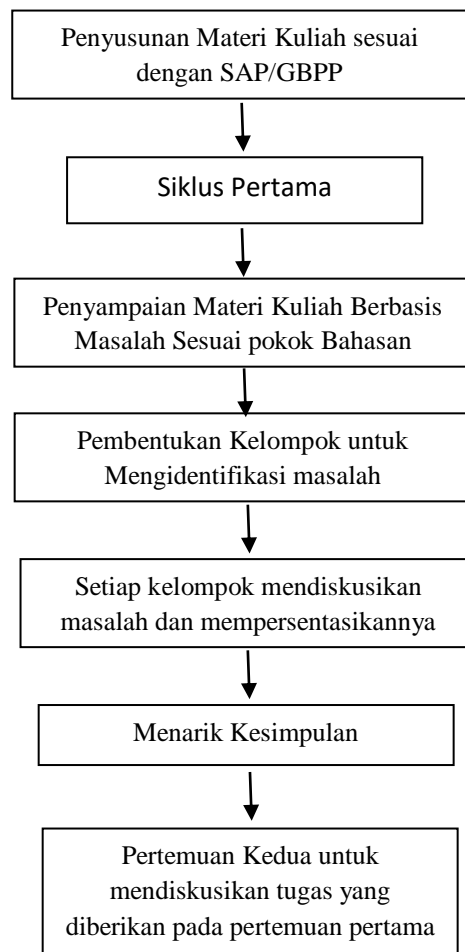 Penyusunan Materi Kuliah sesuai
dengan SAP/GBPP
Siklus Pertama
Penyampaian Materi Kuliah Berbasis
Masalah Sesuai pokok Bahasan
Pembentukan Kelompok untuk
Mengidentifikasi masalah
Setiap kelompok mendiskusikan
masalah dan mempersentasikannya
Menarik Kesimpulan
Pertemuan Kedua untuk
mendiskusikan tugas yang
diberikan pada pertemuan pertama